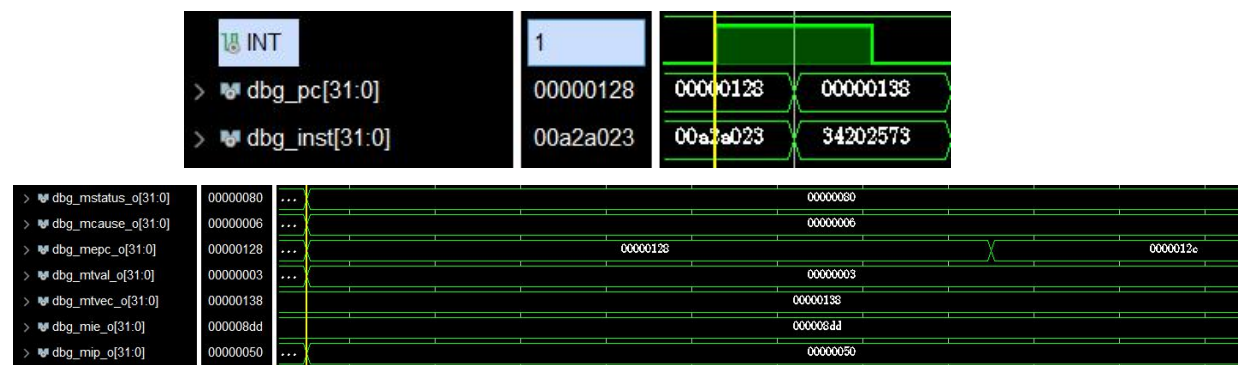 INT 1
dbg_pc[31:0] 00000128 00000128 00000138
dbg_inst[31:0] 00a2a023 00a2a023 34202573
dbg_mstatus_o[31:0] 00000080 ... 00000080
dbg_mcause_o[31:0] 00000006 ... 00000006
dbg_mepc_o[31:0] 00000128 ... 00000128 0000012c
dbg_mtval_o[31:0] 00000003 ... 00000003
dbg_mtvec_o[31:0] 00000138 00000138
dbg_mie_o[31:0] 000008dd 000008dd
dbg_mip_o[31:0] 00000050 ... 00000050